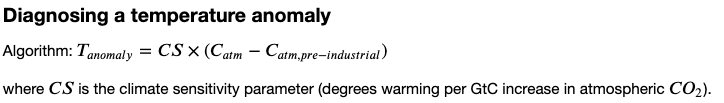 Diagnosing a temperature anomaly
Algorithm: T_{anomaly} = CS × (C_{atm} − C_{atm,pre−industrial})
where CS is the climate sensitivity parameter (degrees warming per GtC increase in atmospheric CO_2).